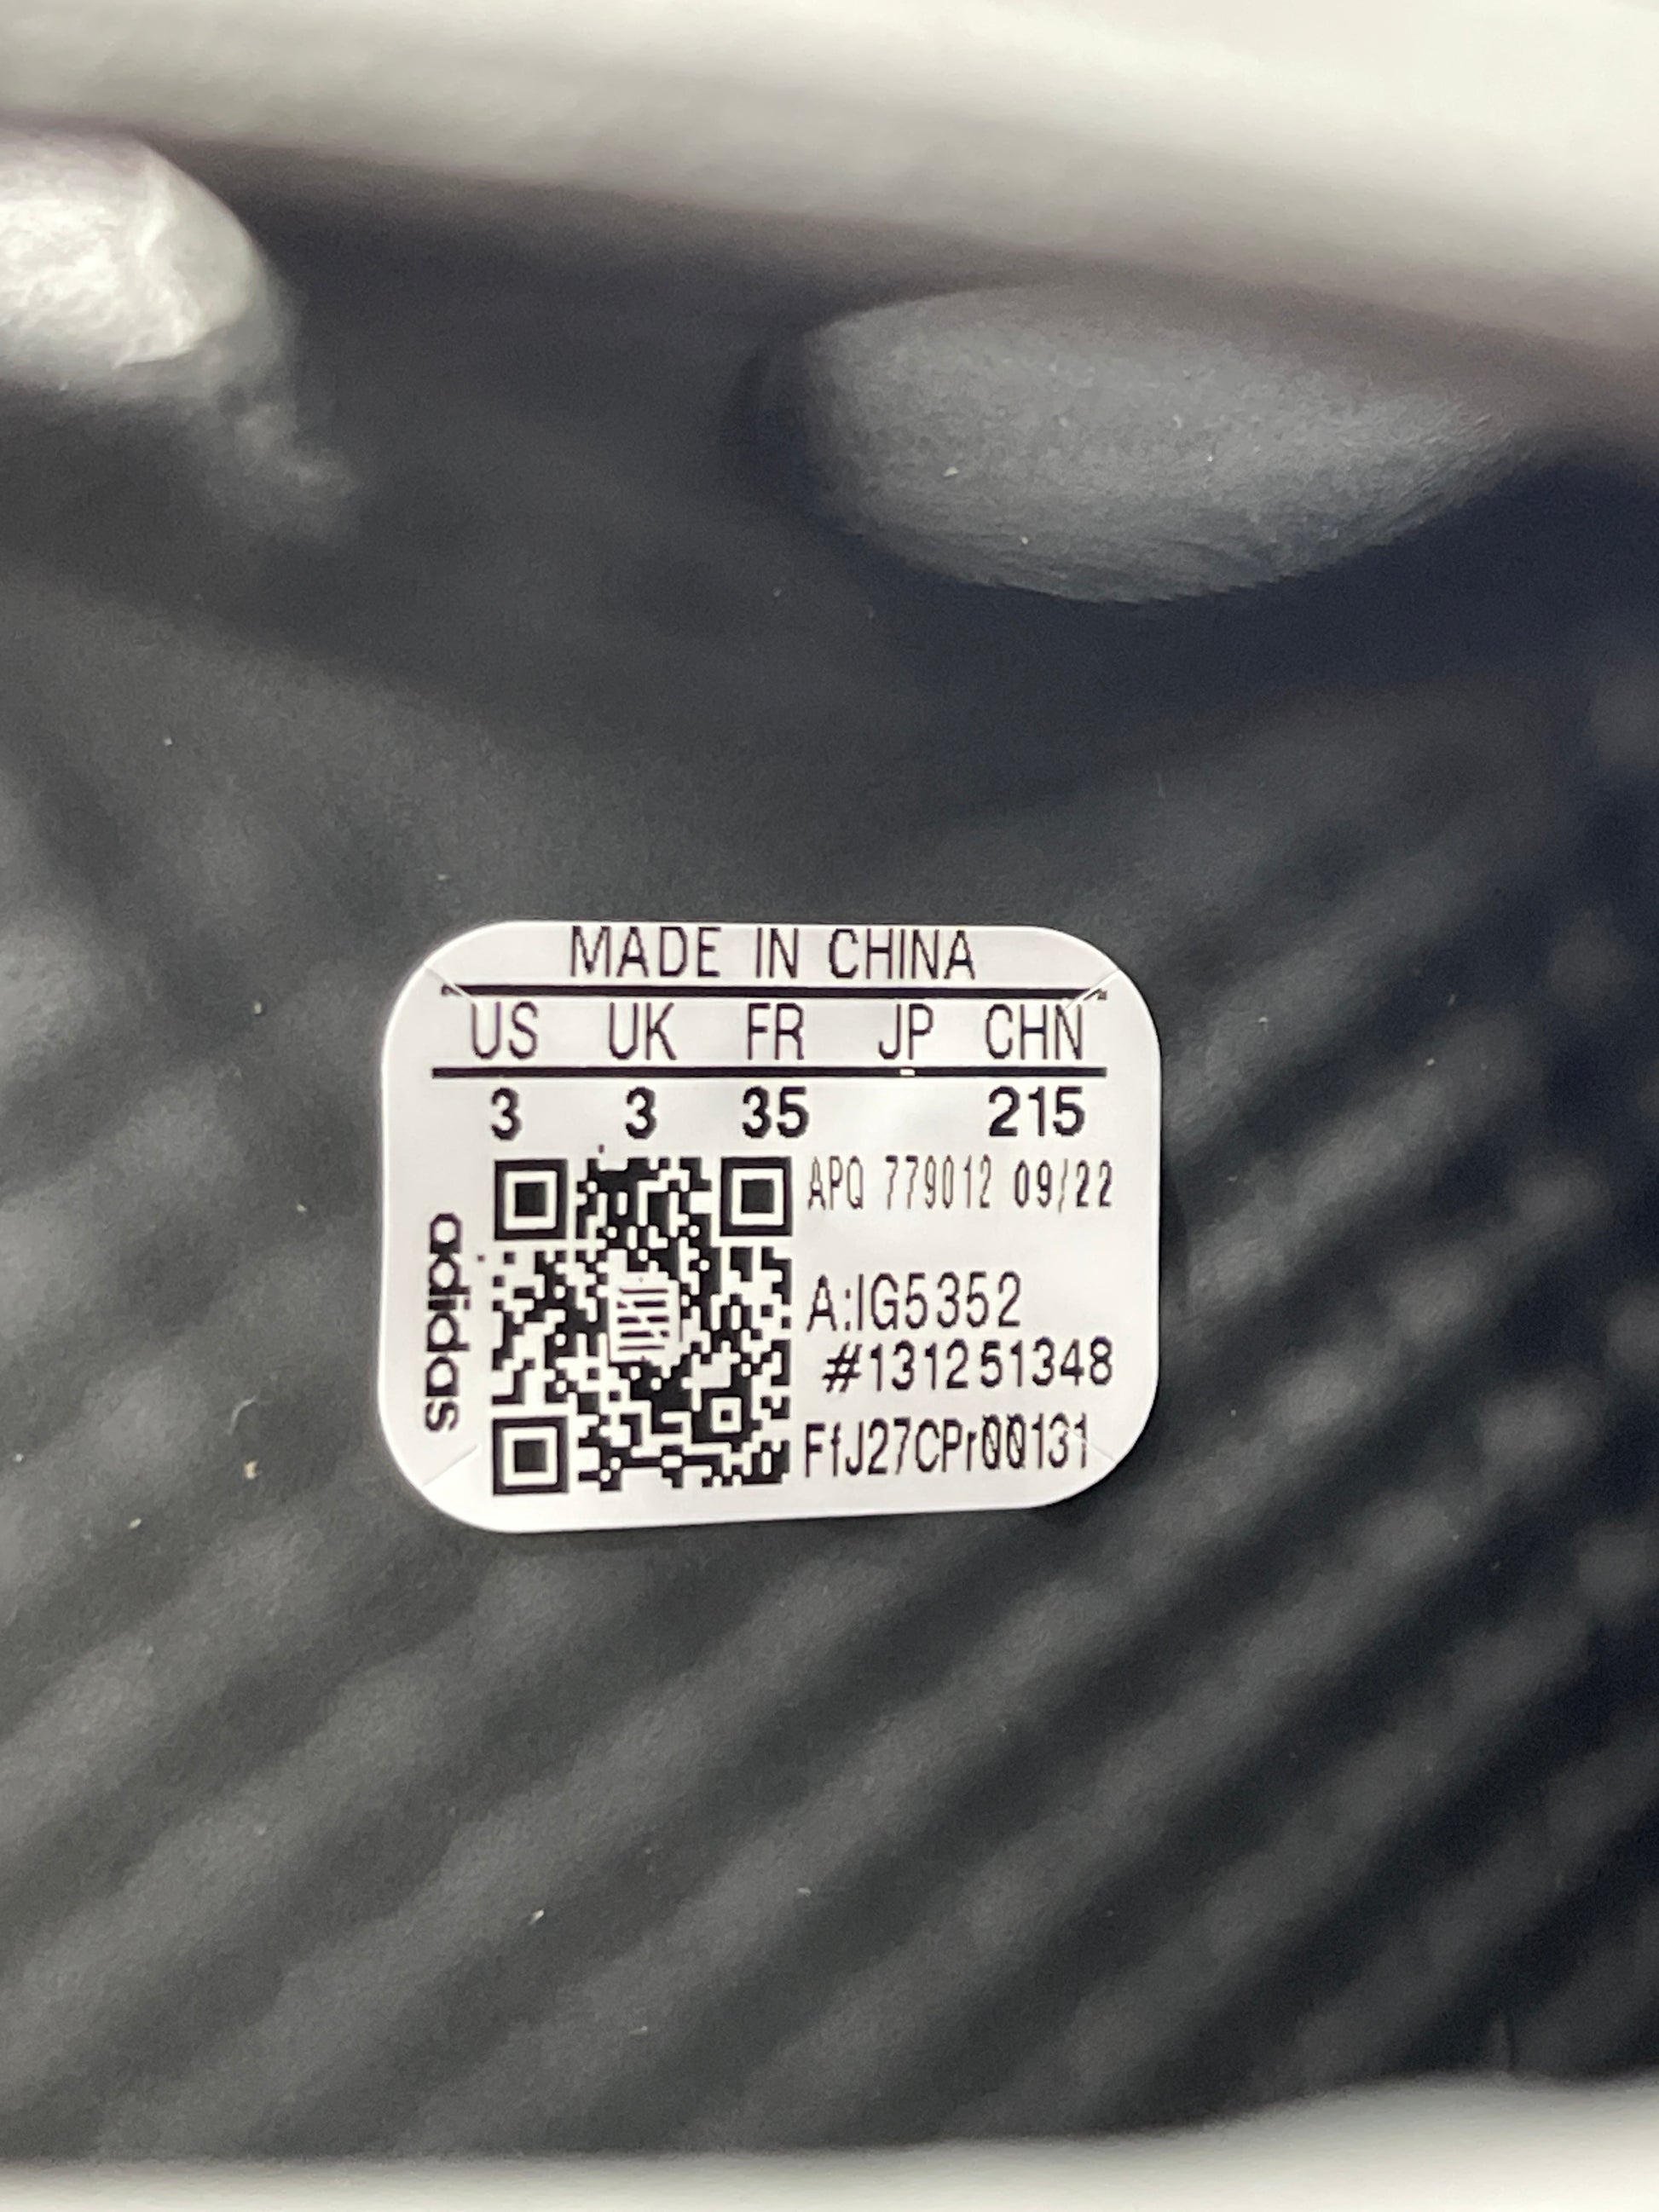 MADE IN CHINA
US UK FR JP CHN
3 3 35 215
APQ 779012 09/22
A:IG5352
#131251348
FfJ27CPr00131
adidas